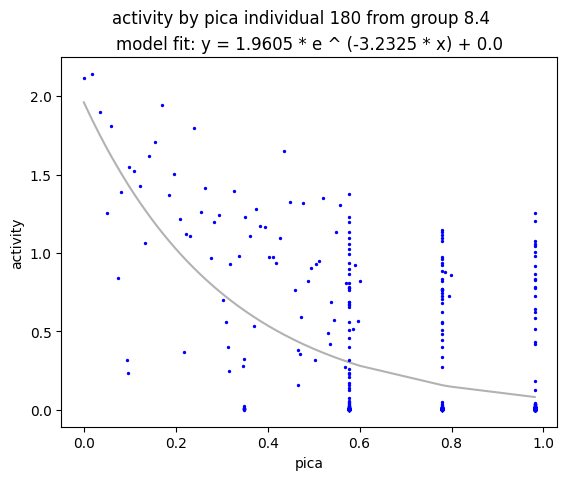 activity by pica individual 180 from group 8.4
model fit: y = 1.9605 * e ^ (-3.2325 * x) + 0.0
2.0
1.5
1.0
0.5
0.0
activity
0.0 0.2 0.4 0.6 0.8 1.0
pica